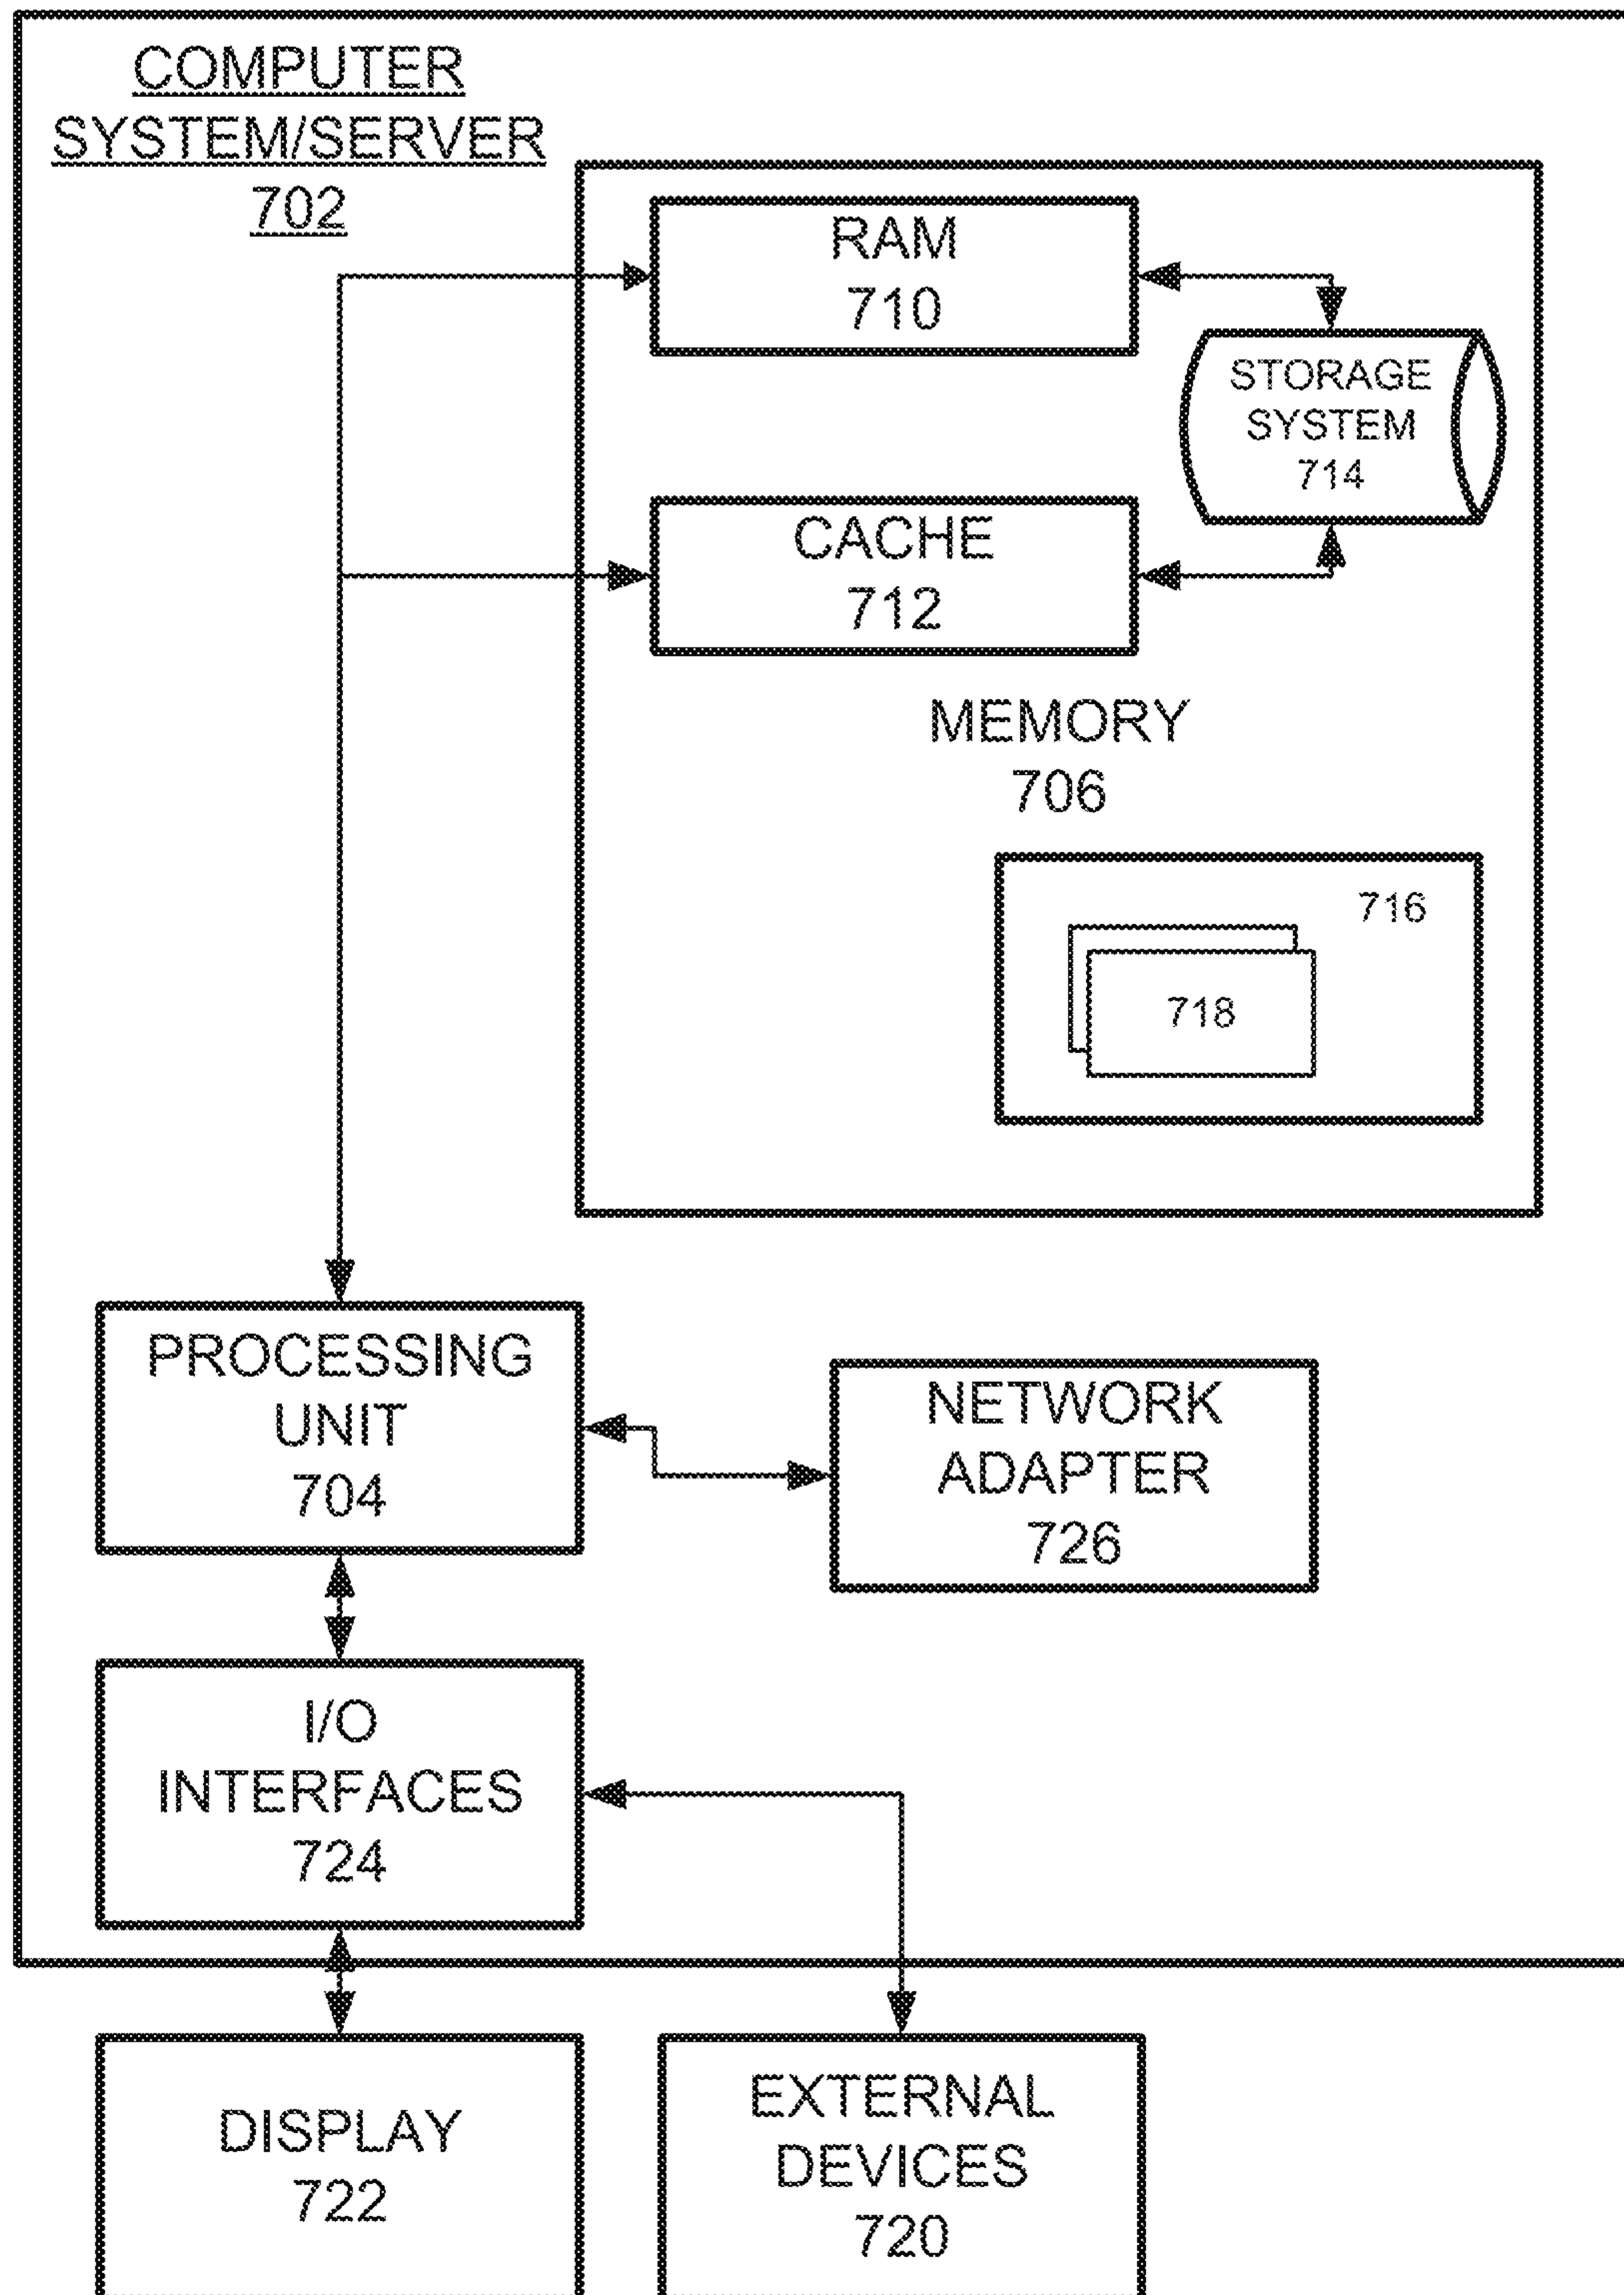 COMPUTER
SYSTEM/SERVER
702
RAM
710
STORAGE
SYSTEM
714
CACHE
712
MEMORY
706
716
718
PROCESSING
UNIT
704
NETWORK
ADAPTER
726
I/O
INTERFACES
724
DISPLAY
722
EXTERNAL
DEVICES
720